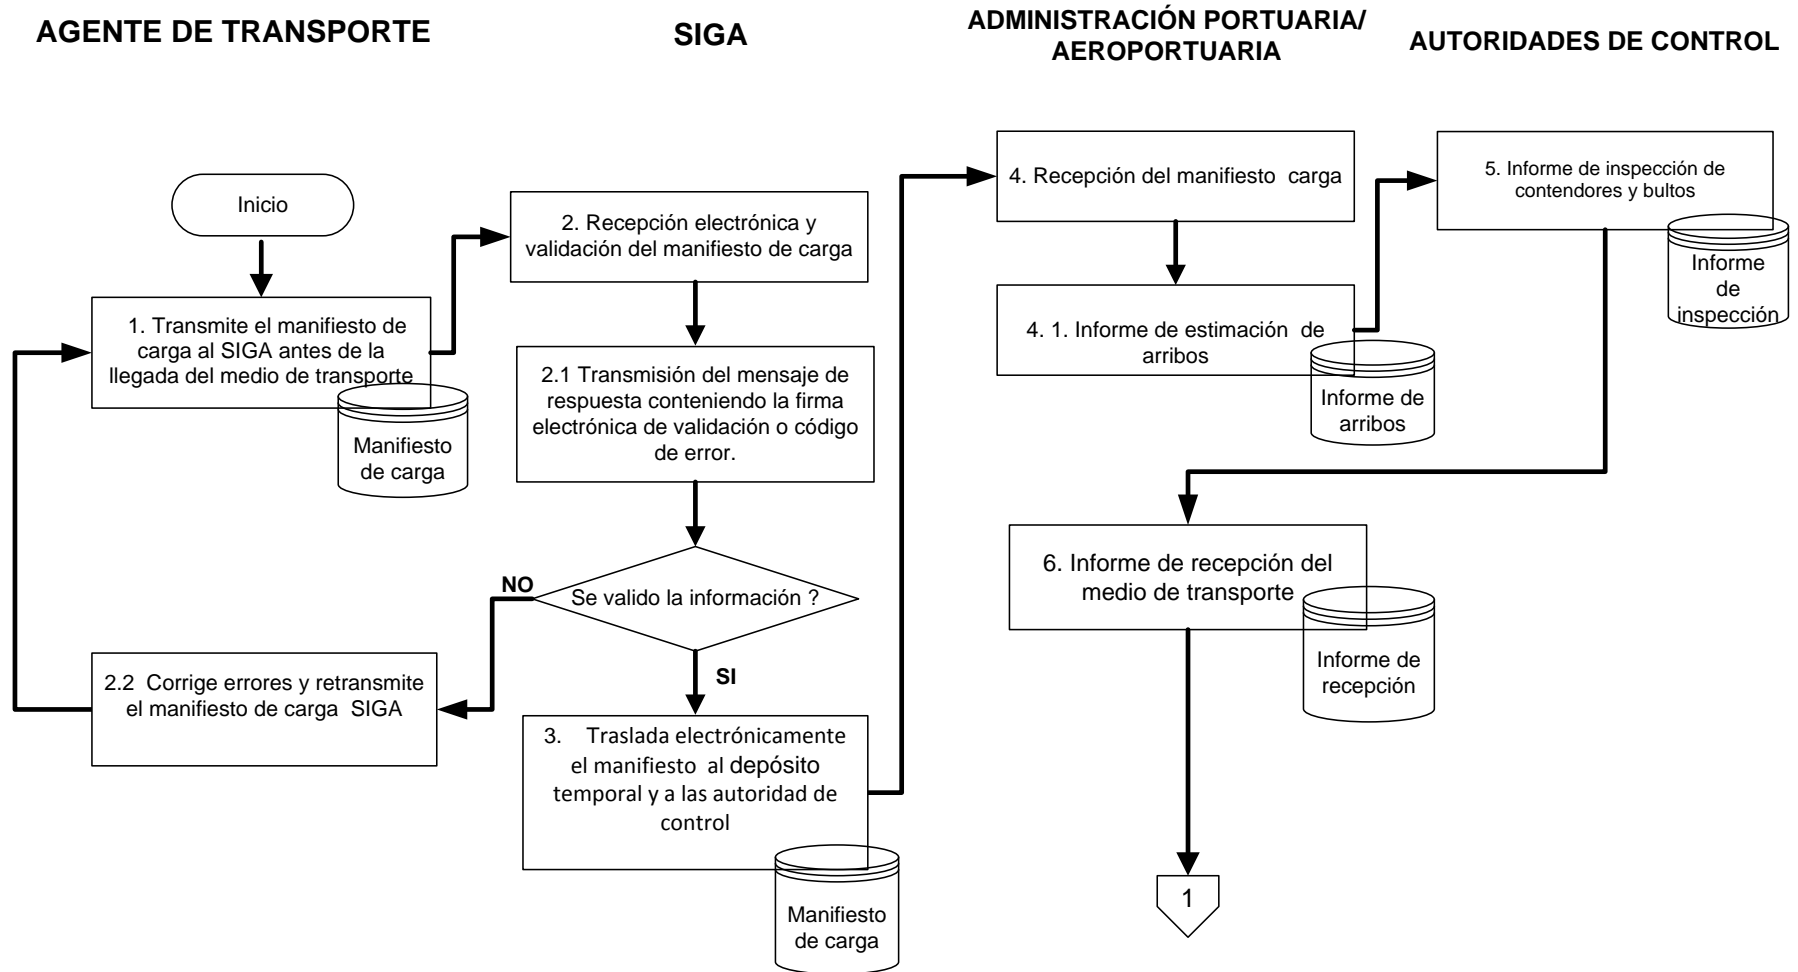 AGENTE DE TRANSPORTE
SIGA
ADMINISTRACIÓN PORTUARIA/
AEROPORTUARIA
AUTORIDADES DE CONTROL
Inicio
1. Transmite el manifiesto de
carga al SIGA antes de la
llegada del medio de transporte
Manifiesto
de carga
2. Recepción electrónica y
validación del manifiesto de carga
2.1 Transmisión del mensaje de
respuesta conteniendo la firma
electrónica de validación o código
de error.
Se valido la información ?
NO
SI
2.2 Corrige errores y retransmite
el manifiesto de carga SIGA
3. Traslada electrónicamente
el manifiesto al depósito
temporal y a las autoridad de
control
Manifiesto
de carga
4. Recepción del manifiesto carga
4. 1. Informe de estimación de
arribos
Informe de
arribos
5. Informe de inspección de
contendores y bultos
Informe
de
inspección
6. Informe de recepción del
medio de transporte
Informe de
recepción
1